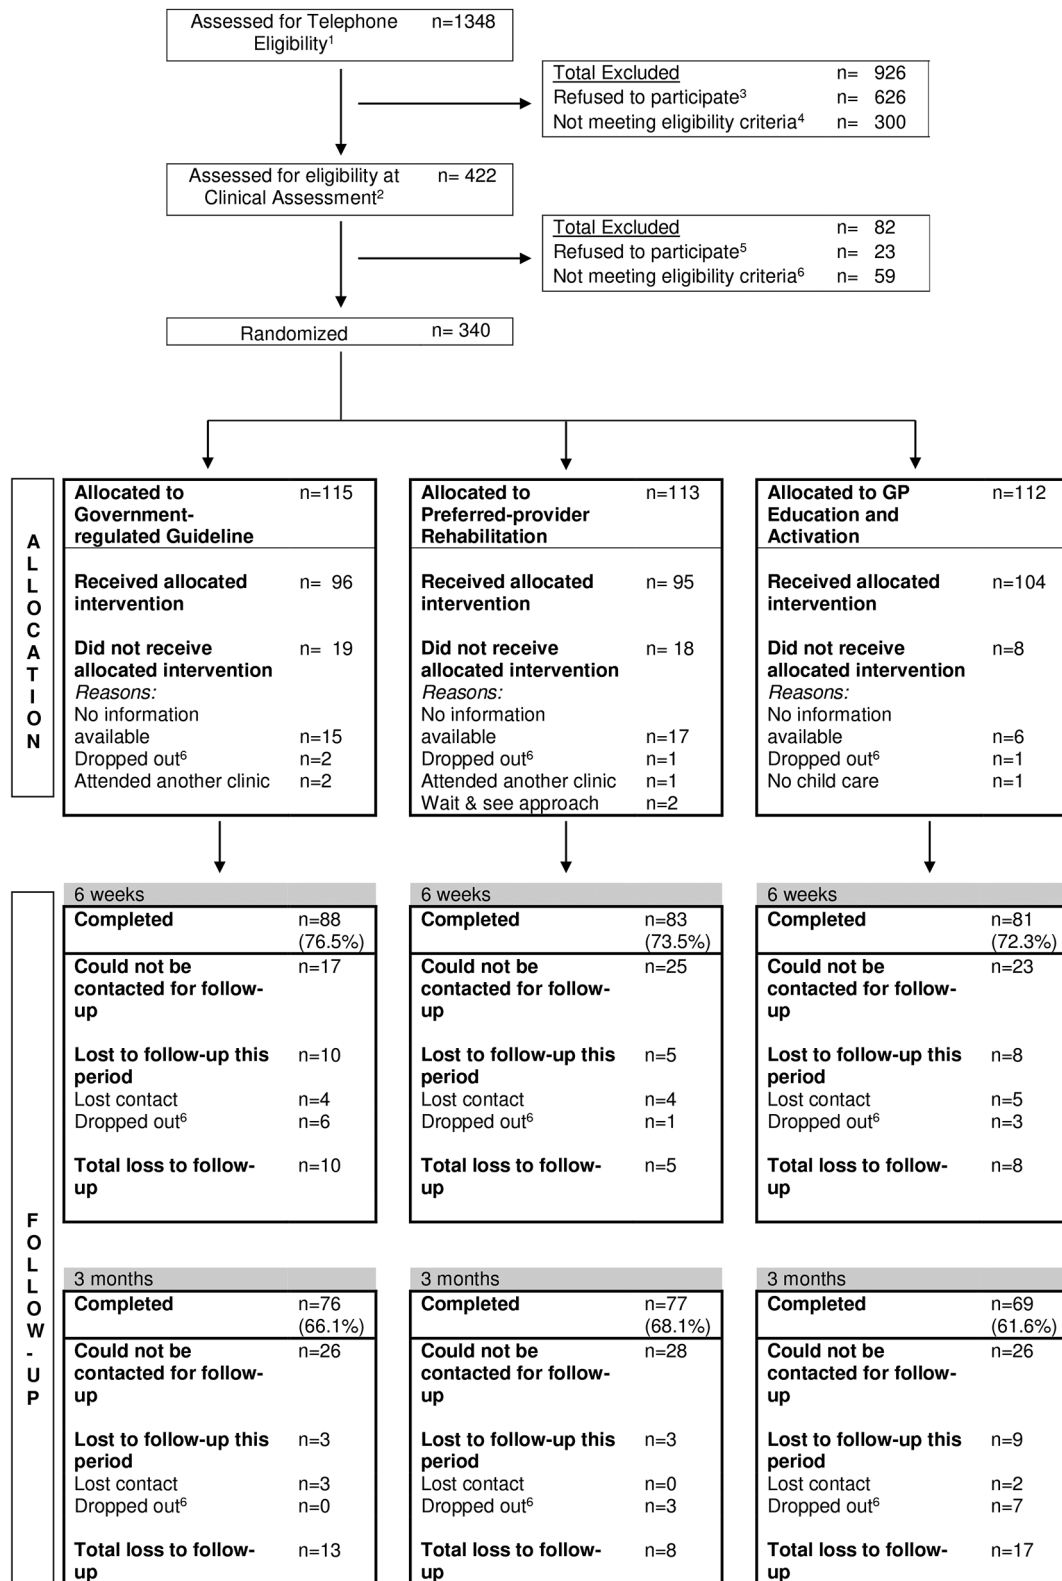 Assessed for Telephone n=1348
Eligibility¹
Total Excluded n= 926
Refused to participate³ n= 626
Not meeting eligibility criteria⁴ n= 300
Assessed for eligibility at n= 422
Clinical Assessment²
Total Excluded n= 82
Refused to participate⁵ n= 23
Not meeting eligibility criteria⁶ n= 59
Randomized n= 340
ALLOCATION
Allocated to n=115
Government-
regulated Guideline
Received allocated n= 96
intervention
Did not receive n= 19
allocated intervention
Reasons:
No information
available n=15
Dropped out⁶ n=2
Attended another clinic n=2
Allocated to n=113
Preferred-provider
Rehabilitation
Received allocated n= 95
intervention
Did not receive n= 18
allocated intervention
Reasons:
No information
available n=17
Dropped out⁶ n=1
Attended another clinic n=1
Wait & see approach n=2
Allocated to GP n=112
Education and
Activation
Received allocated n=104
intervention
Did not receive n=8
allocated intervention
Reasons:
No information
available n=6
Dropped out⁶ n=1
No child care n=1
FOLLOW-UP
6 weeks
Completed n=88
(76.5%)
Could not be n=17
contacted for follow-
up
Lost to follow-up this n=10
period
Lost contact n=4
Dropped out⁶ n=6
Total loss to follow- n=10
up
6 weeks
Completed n=83
(73.5%)
Could not be n=25
contacted for follow-
up
Lost to follow-up this n=5
period
Lost contact n=4
Dropped out⁶ n=1
Total loss to follow- n=5
up
6 weeks
Completed n=81
(72.3%)
Could not be n=23
contacted for follow-
up
Lost to follow-up this n=8
period
Lost contact n=5
Dropped out⁶ n=3
Total loss to follow- n=8
up
3 months
Completed n=76
(66.1%)
Could not be n=26
contacted for follow-
up
Lost to follow-up this n=3
period
Lost contact n=3
Dropped out⁶ n=0
Total loss to follow- n=13
up
3 months
Completed n=77
(68.1%)
Could not be n=28
contacted for follow-
up
Lost to follow-up this n=3
period
Lost contact n=0
Dropped out⁶ n=3
Total loss to follow- n=8
up
3 months
Completed n=69
(61.6%)
Could not be n=26
contacted for follow-
up
Lost to follow-up this n=9
period
Lost contact n=2
Dropped out⁶ n=7
Total loss to follow- n=17
up